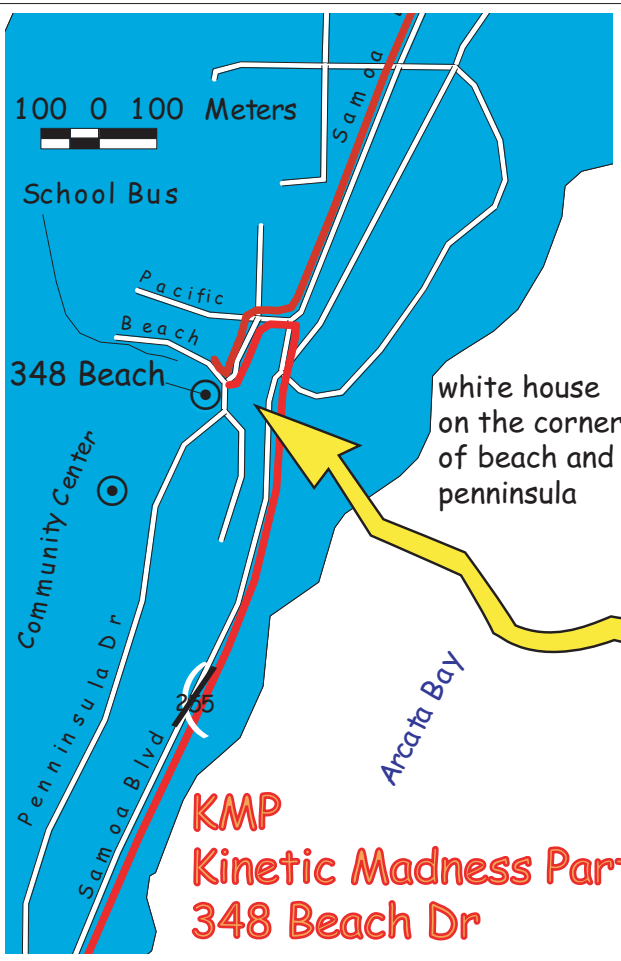 100 0 100 Meters
Samoa
School Bus
Pacific
Beach
348 Beach
white house
on the corner
of beach and
penninsula
Community Center
Penninsula Dr
255
Samoa Blvd
Arcata Bay
KMP
Kinetic Madness Part
348 Beach Dr